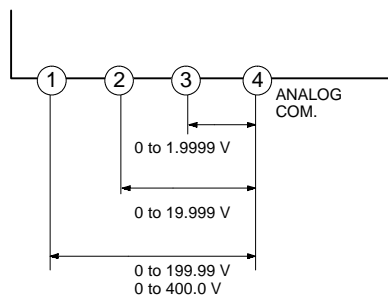 1 2 3 4
ANALOG
COM.
0 to 1.9999 V
0 to 19.999 V
0 to 199.99 V
0 to 400.0 V